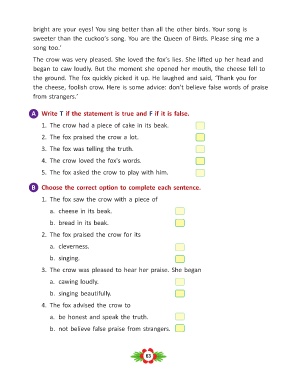 bright are your eyes! You sing better than all the other birds. Your song is
sweeter than the cuckoo's song. You are the Queen of Birds. Please sing me a
song too.'
The crow was very pleased. She loved the fox's lies. She lifted up her head and
began to caw loudly. But the moment she opened her mouth, the cheese fell to
the ground. The fox quickly picked it up. He laughed and said, 'Thank you for
the cheese, foolish crow. Here is some advice: don't believe false words of praise
from strangers.'
A Write T if the statement is true and F if it is false.
1. The crow had a piece of cake in its beak.
2. The fox praised the crow a lot.
3. The fox was telling the truth.
4. The crow loved the fox's words.
5. The fox asked the crow to play with him.
B Choose the correct option to complete each sentence.
1. The fox saw the crow with a piece of
a. cheese in its beak.
b. bread in its beak.
2. The fox praised the crow for its
a. cleverness.
b. singing.
3. The crow was pleased to hear her praise. She began
a. cawing loudly.
b. singing beautifully.
4. The fox advised the crow to
a. be honest and speak the truth.
b. not believe false praise from strangers.
63